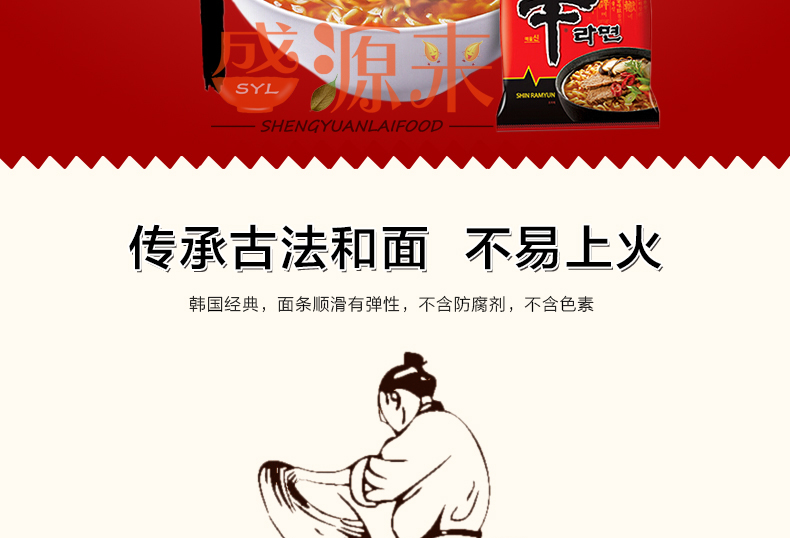 辛
라면
SHIN RAMYUN
盛源来
SYL
SHENGYUANLAIFOOD
传承古法和面 不易上火
韩国经典，面条顺滑有弹性，不含防腐剂，不含色素